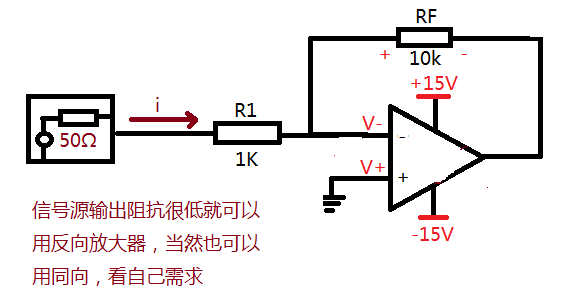 RF
+ 10k -
+15V
i
R1
50Ω
V-
-
1K
V+
+
-15V
信号源输出阻抗很低就可以
用反向放大器，当然也可以
用同向，看自己需求